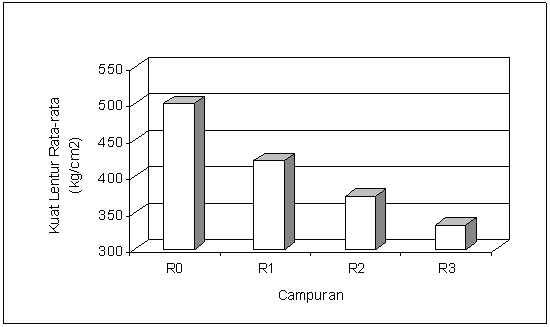 550
500
450
400
350
300
Kuat Lentur Rata-rata
(kg/cm2)
R0 R1 R2 R3
Campuran